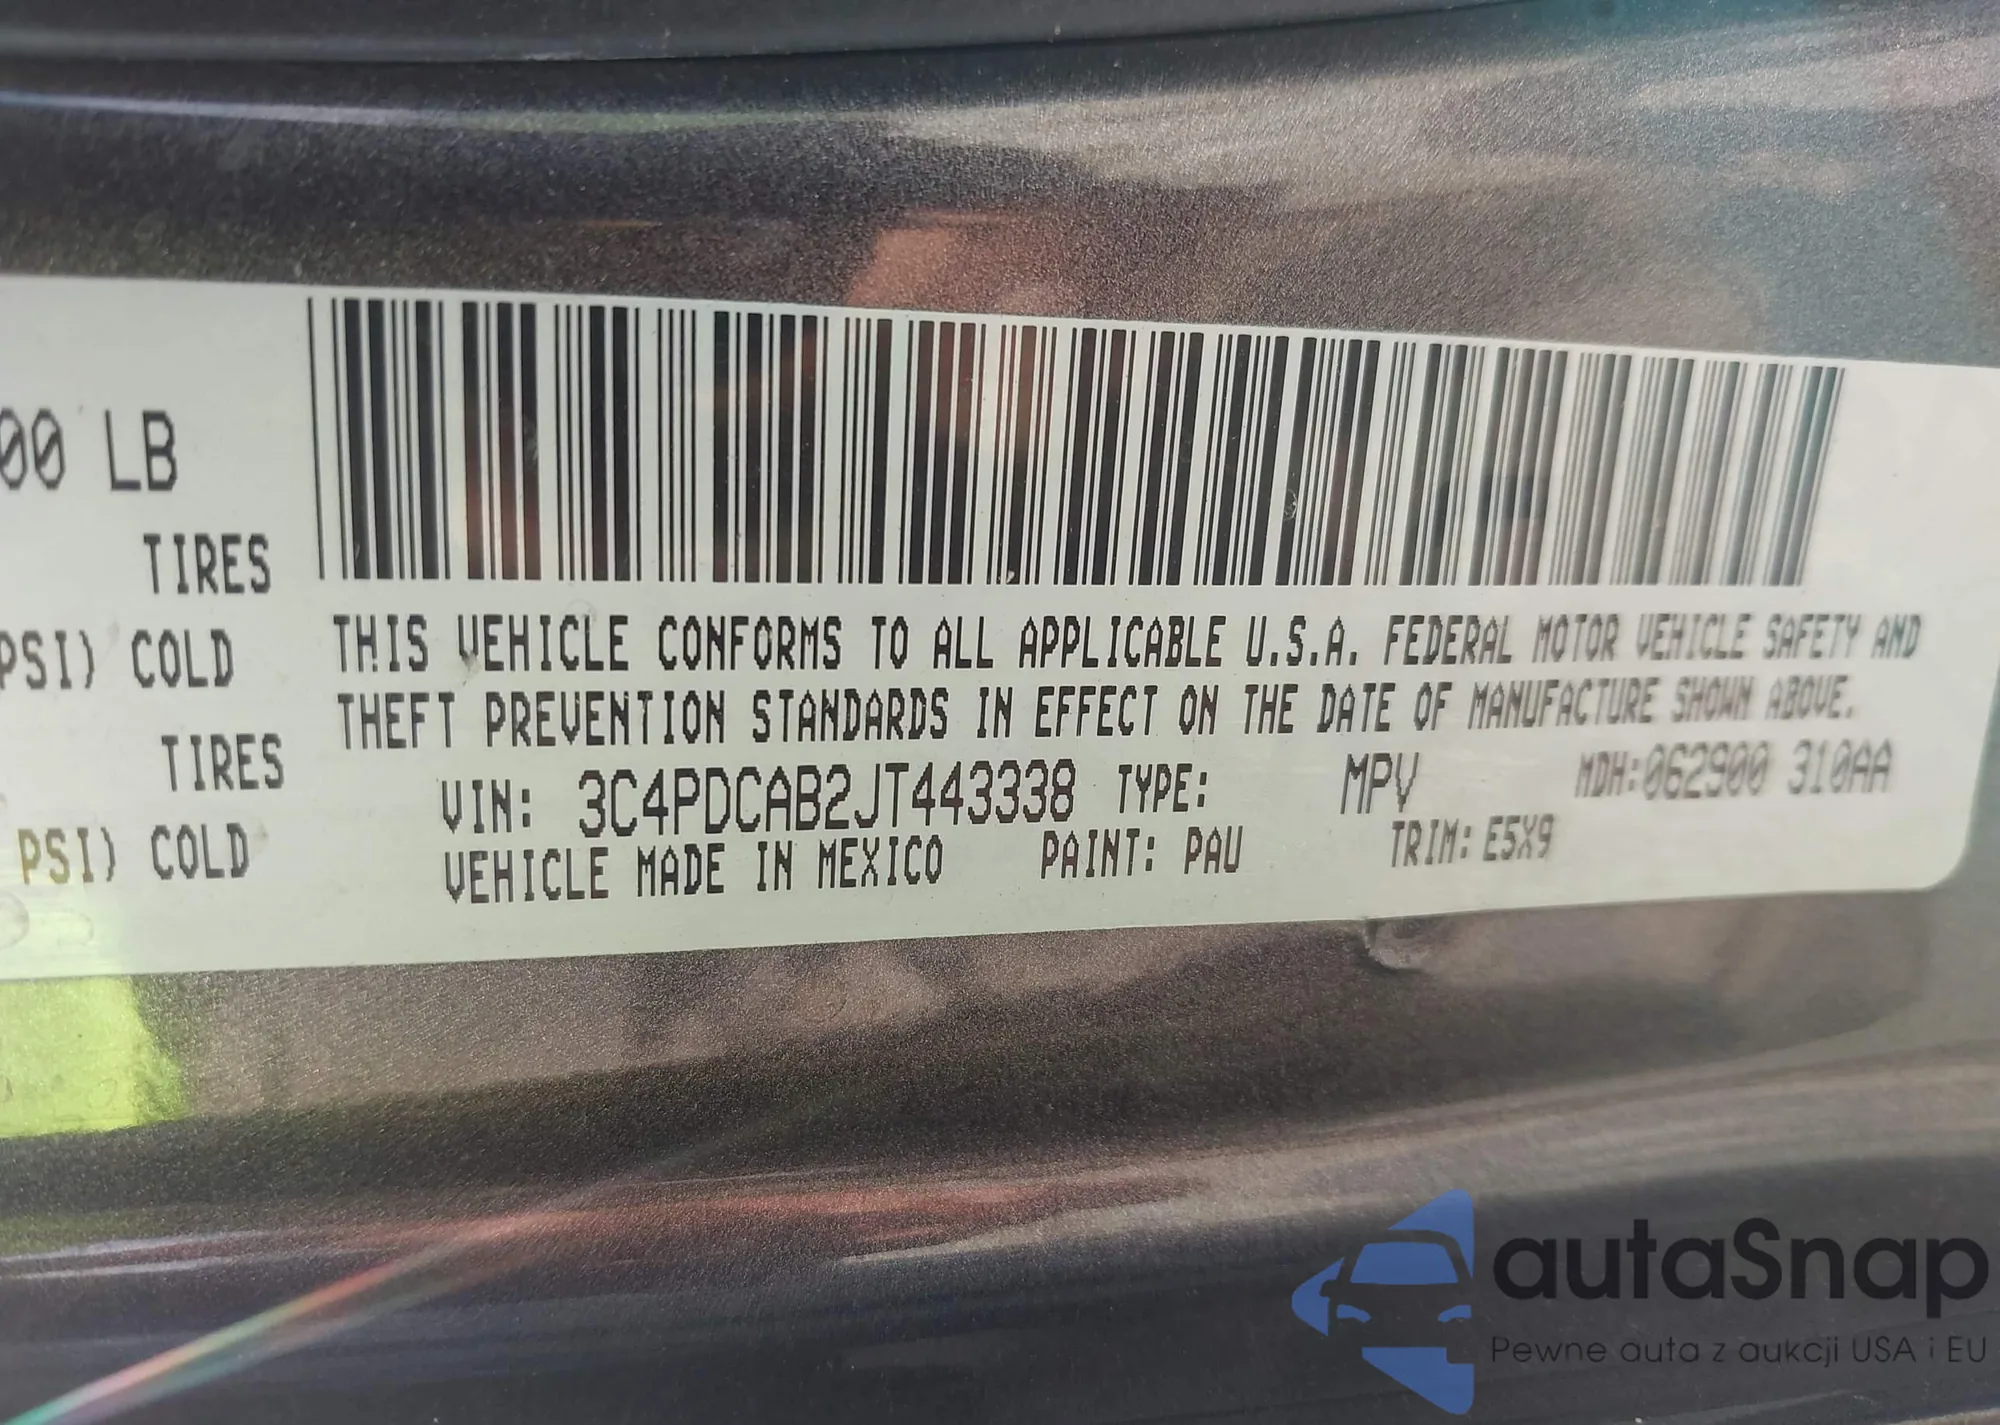 00 LB
TIRES
PSI) COLD
TIRES
PSI) COLD
THIS VEHICLE CONFORMS TO ALL APPLICABLE U.S.A. FEDERAL MOTOR VEHICLE SAFETY AND
THEFT PREVENTION STANDARDS IN EFFECT ON THE DATE OF MANUFACTURE SHOWN ABOVE.
VIN: 3C4PDCAB2JT443338 TYPE: MPV MDH:062900 310AA
VEHICLE MADE IN MEXICO PAINT: PAU TRIM: E5X9
autaSnap
Pewne auta z aukcji USA i EU